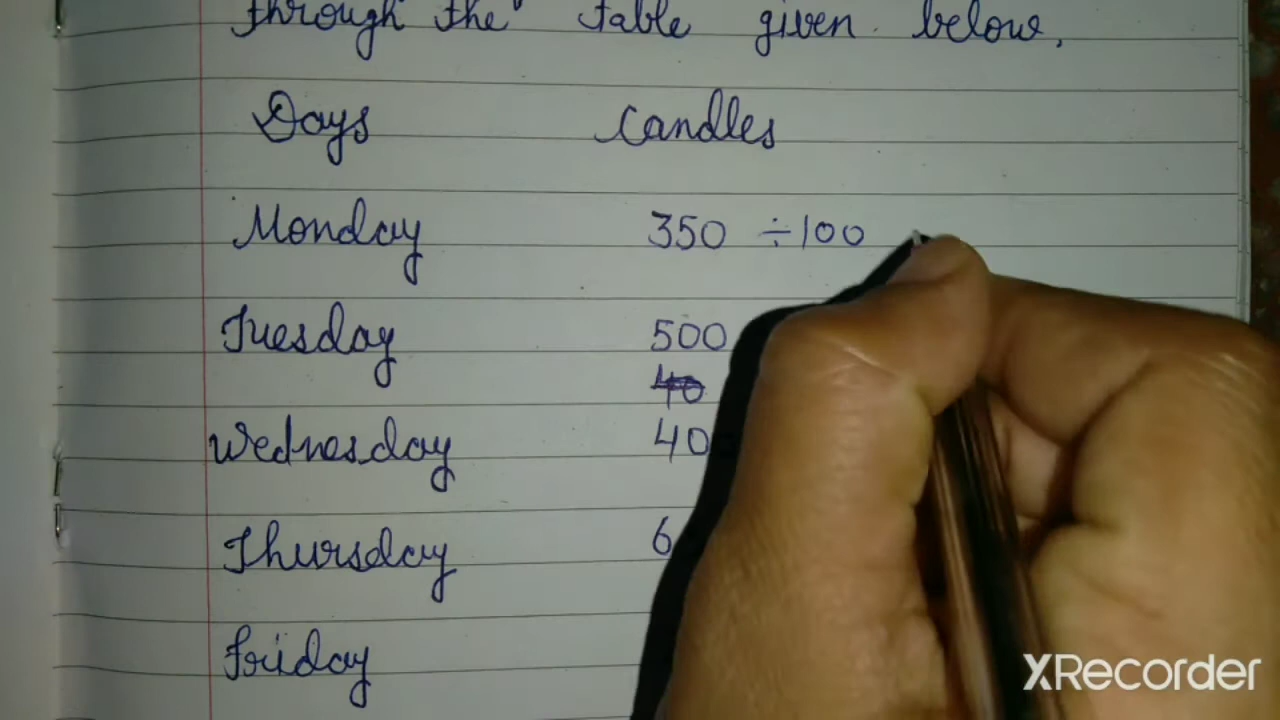 through the table given below,
Days Candles
Monday 350 ÷100
Tuesday 500
40
Wednesday 40
Thursday 6
Friday
XRecorder